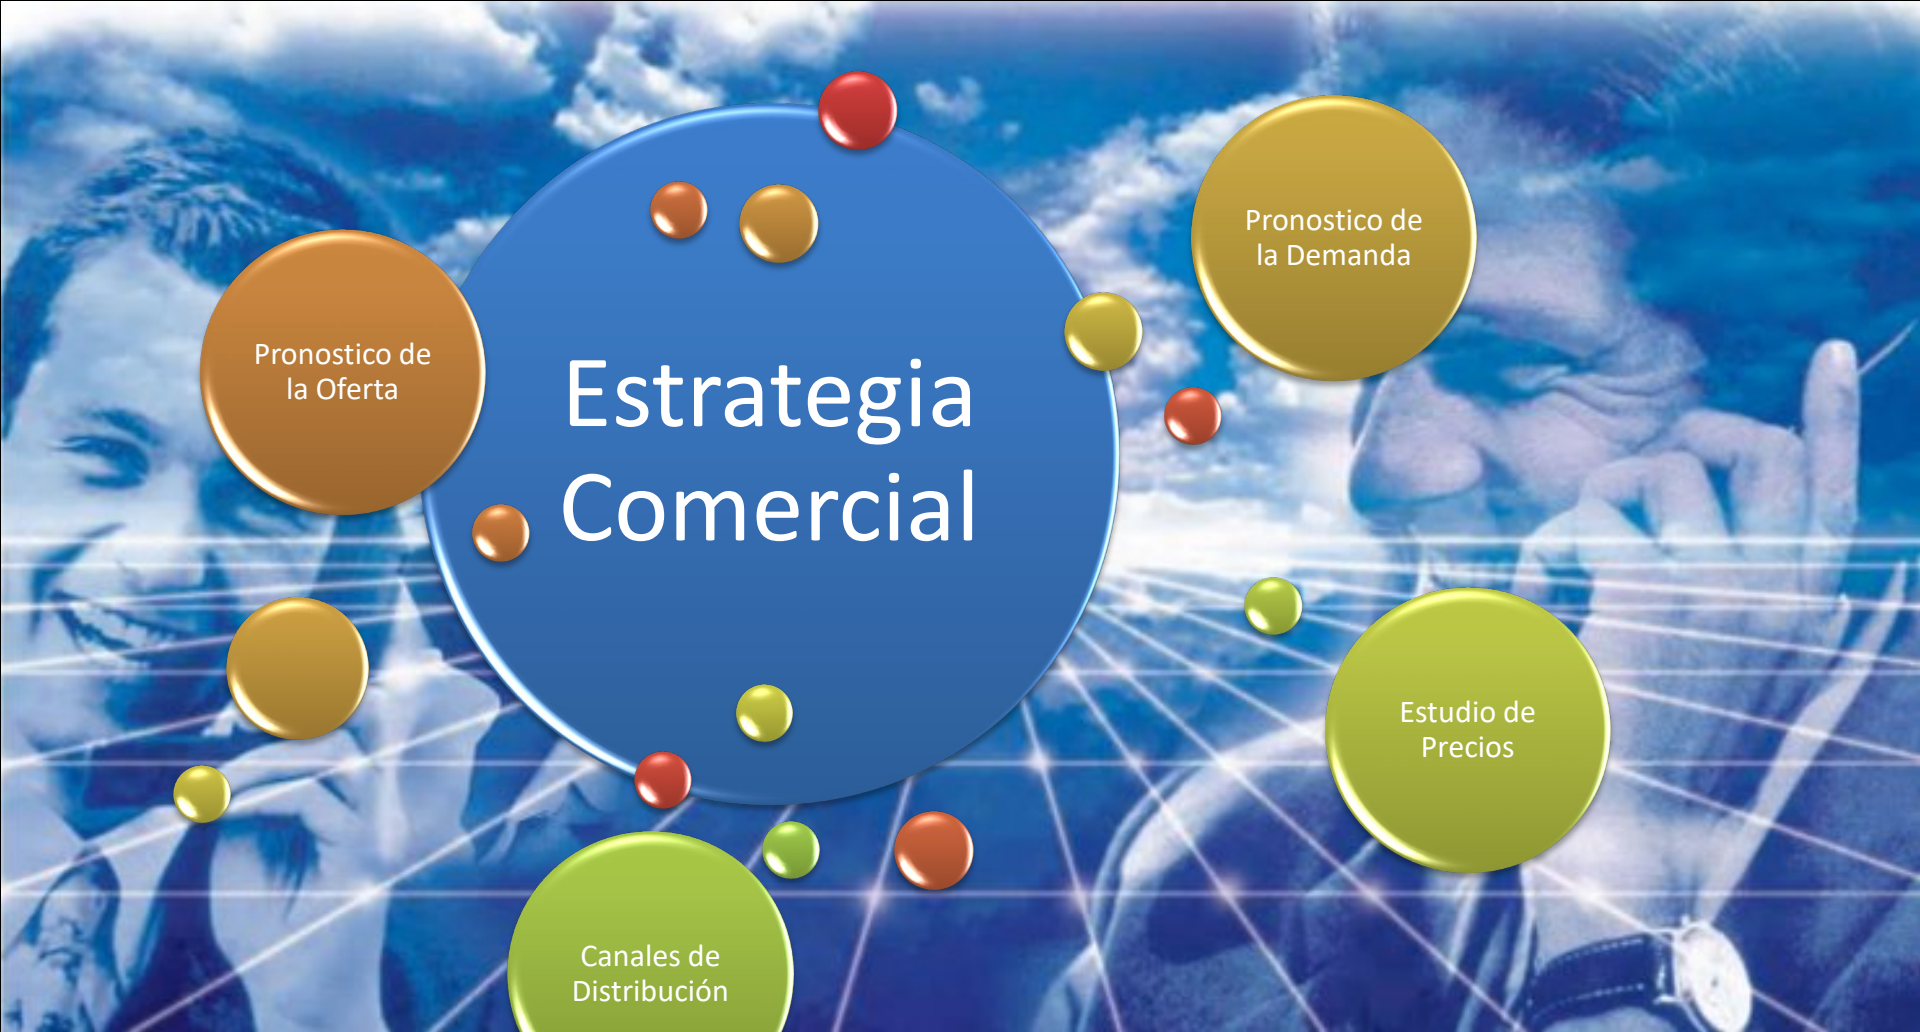 Pronostico de
la Demanda
Pronostico de
la Oferta
Estrategia
Comercial
Estudio de
Precios
Canales de
Distribución